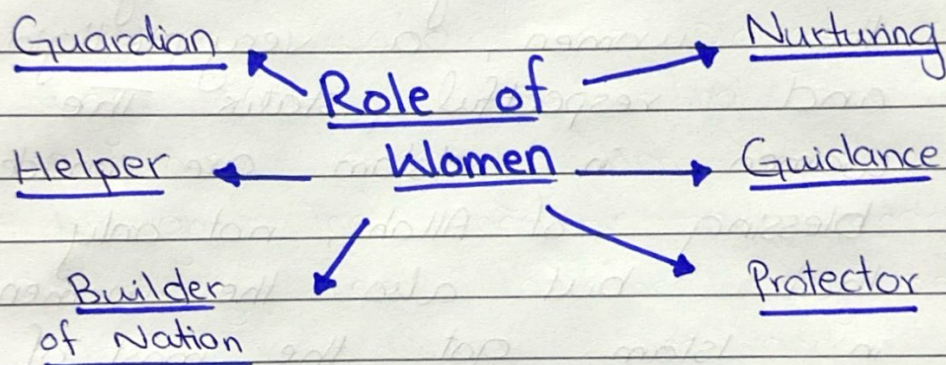 Guardian
Nurturing
Role of
Women
Helper
Guidance
Builder
of Nation
Protector